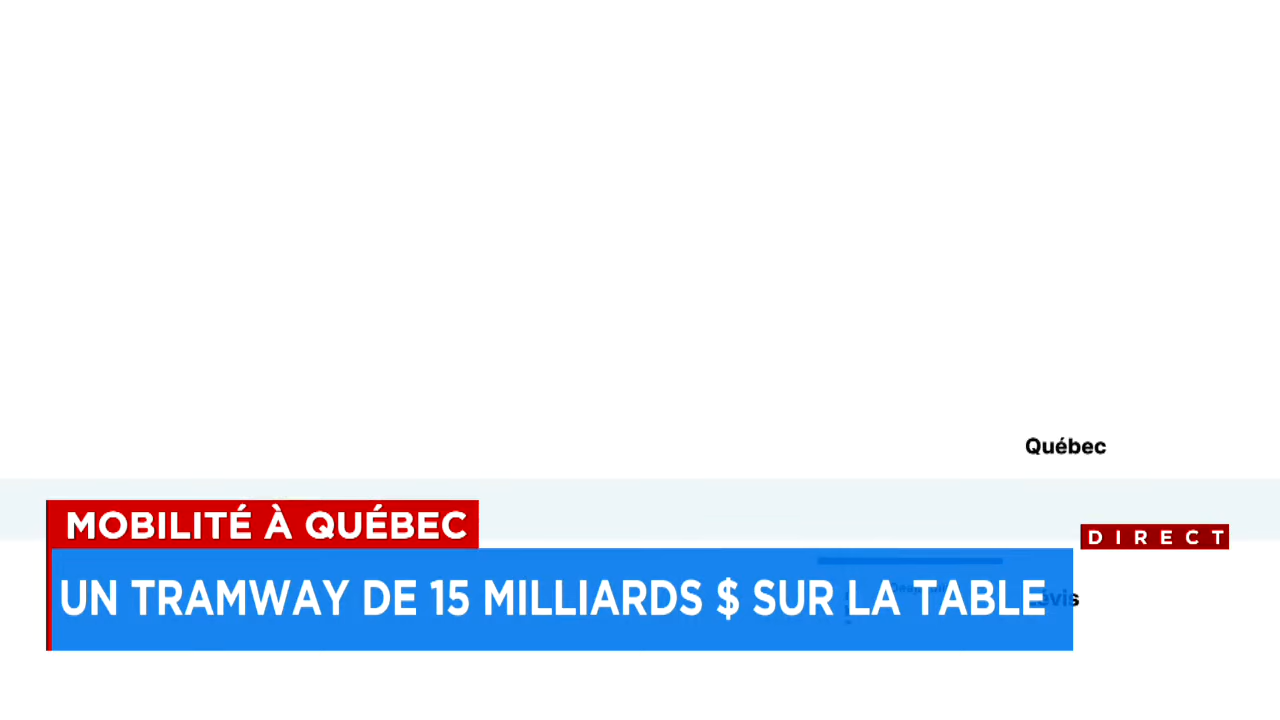 Québec
MOBILITÉ À QUÉBEC
DIRECT
UN TRAMWAY DE 15 MILLIARDS $ SUR LA TABLE